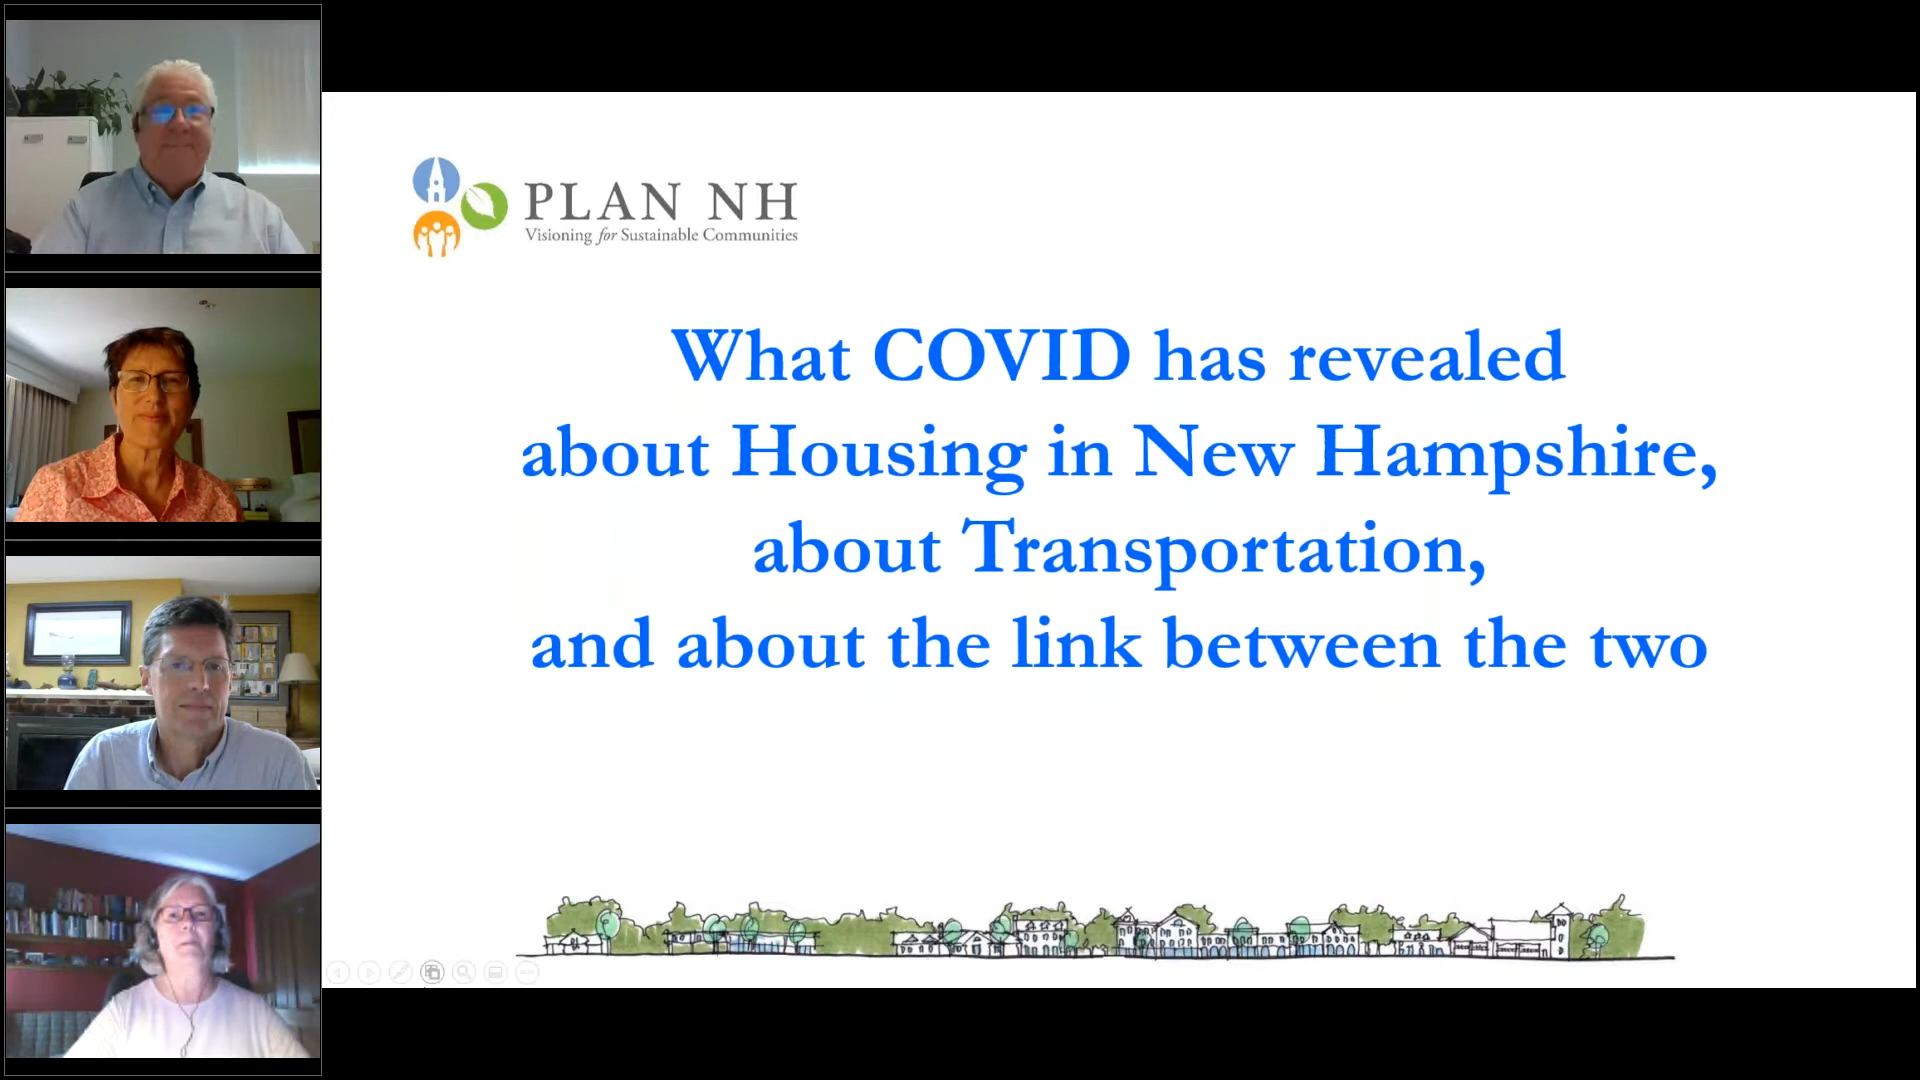 PLAN NH
Visioning for Sustainable Communities
What COVID has revealed
about Housing in New Hampshire,
about Transportation,
and about the link between the two